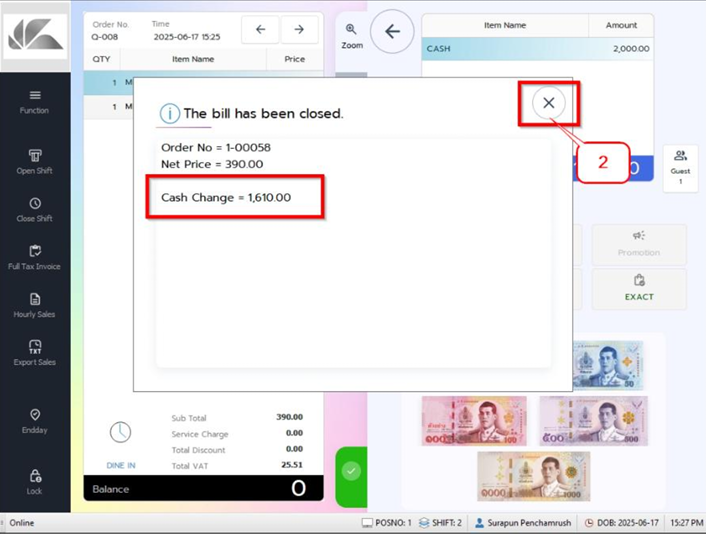 Order No.
Q-008
Time
2025-06-17 15:25
QTY
Item Name
Price
1 M
1 M
Zoom
Item Name
Amount
CASH
2,000.00
0
Function
Open Shift
Close Shift
Full Tax Invoice
Hourly Sales
TXT
Export Sales
Endday
Lock
The bill has been closed.
Order No = 1-00058
Net Price = 390.00
Cash Change = 1,610.00
2
Guest
1
Promotion
EXACT
50
100
500
1000
Sub Total 390.00
Service Charge 0.00
Total Discount 0.00
Total VAT 25.51
DINE IN
Balance 0
Online
POSNO: 1
SHIFT: 2
Surapun Penchamrush
DOB: 2025-06-17
15:27 PM